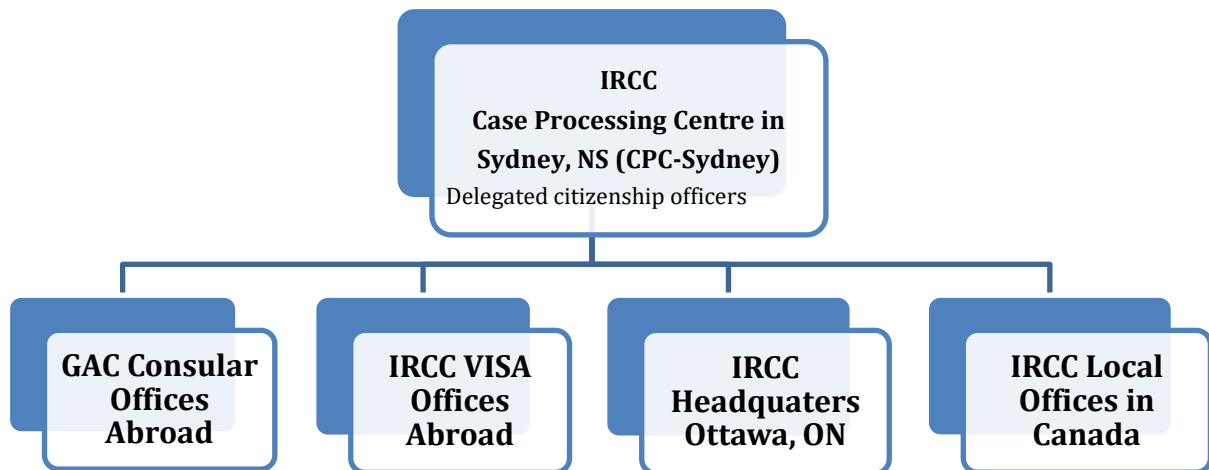 IRCC
Case Processing Centre in
Sydney, NS (CPC-Sydney)
Delegated citizenship officers
GAC Consular
Offices
Abroad
IRCC VISA
Offices
Abroad
IRCC
Headquaters
Ottawa, ON
IRCC Local
Offices in
Canada